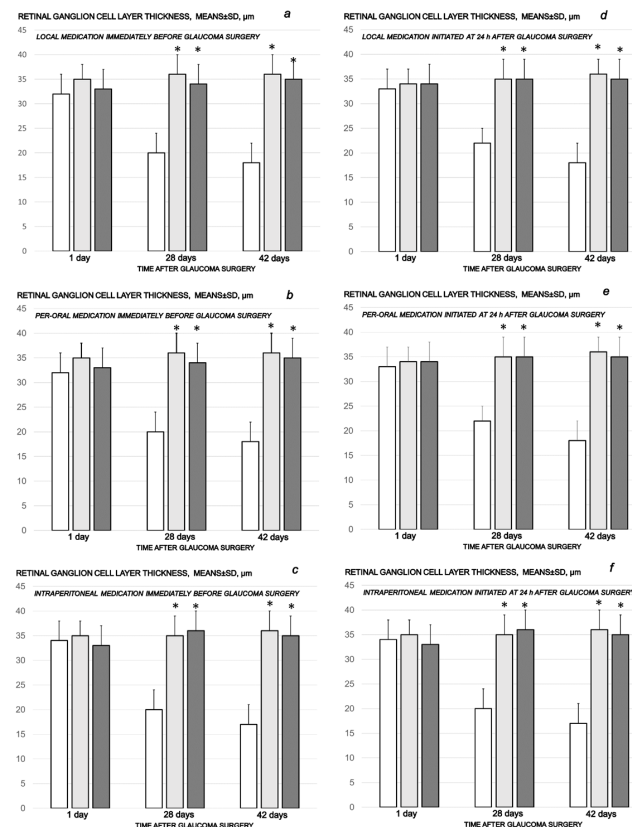 RETINAL GANGLION CELL LAYER THICKNESS, MEANS±SD, µm
a
LOCAL MEDICATION IMMEDIATELY BEFORE GLAUCOMA SURGERY
45
40
35
30
25
20
15
10
5
0
* * * *
1 day 28 days 42 days
TIME AFTER GLAUCOMA SURGERY
RETINAL GANGLION CELL LAYER THICKNESS, MEANS±SD, µm
b
PER-ORAL MEDICATION IMMEDIATELY BEFORE GLAUCOMA SURGERY
45
40
35
30
25
20
15
10
5
0
* * * *
1 day 28 days 42 days
TIME AFTER GLAUCOMA SURGERY
RETINAL GANGLION CELL LAYER THICKNESS, MEANS±SD, µm
c
INTRAPERITONEAL MEDICATION IMMEDIATELY BEFORE GLAUCOMA SURGERY
45
40
35
30
25
20
15
10
5
0
* * * *
1 day 28 days 42 days
TIME AFTER GLAUCOMA SURGERY
RETINAL GANGLION CELL LAYER THICKNESS, MEANS±SD, µm
d
LOCAL MEDICATION INITIATED AT 24 h AFTER GLAUCOMA SURGERY
45
40
35
30
25
20
15
10
5
0
* * * *
1 day 28 days 42 days
TIME AFTER GLAUCOMA SURGERY
RETINAL GANGLION CELL LAYER THICKNESS, MEANS±SD, µm
e
PER-ORAL MEDICATION INITIATED AT 24 h AFTER GLAUCOMA SURGERY
45
40
35
30
25
20
15
10
5
0
* * * *
1 day 28 days 42 days
TIME AFTER GLAUCOMA SURGERY
RETINAL GANGLION CELL LAYER THICKNESS, MEANS±SD, µm
f
INTRAPERITONEAL MEDICATION INITIATED AT 24 h AFTER GLAUCOMA SURGERY
45
40
35
30
25
20
15
10
5
0
* * * *
1 day 28 days 42 days
TIME AFTER GLAUCOMA SURGERY